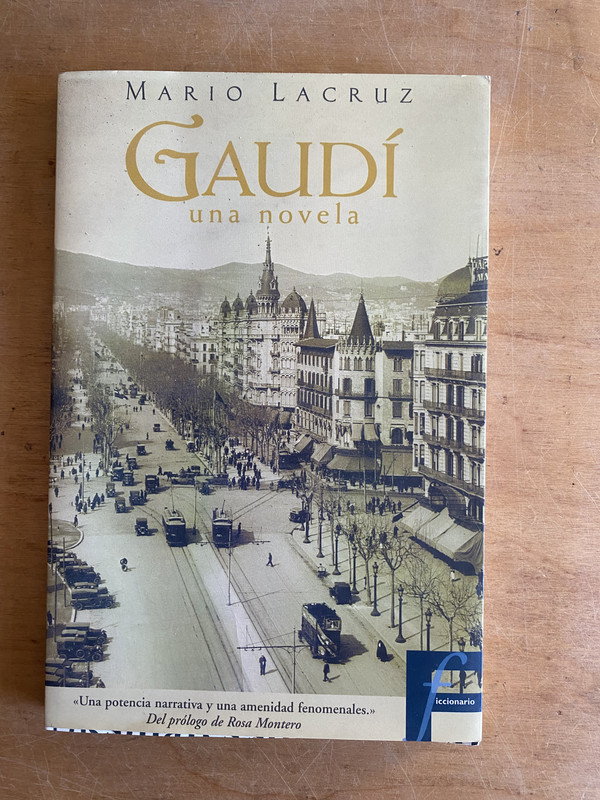 MARIO LACRUZ
GAUDÍ
una novela
«Una potencia narrativa y una amenidad fenomenales.»
Del prólogo de Rosa Montero
ficcionario